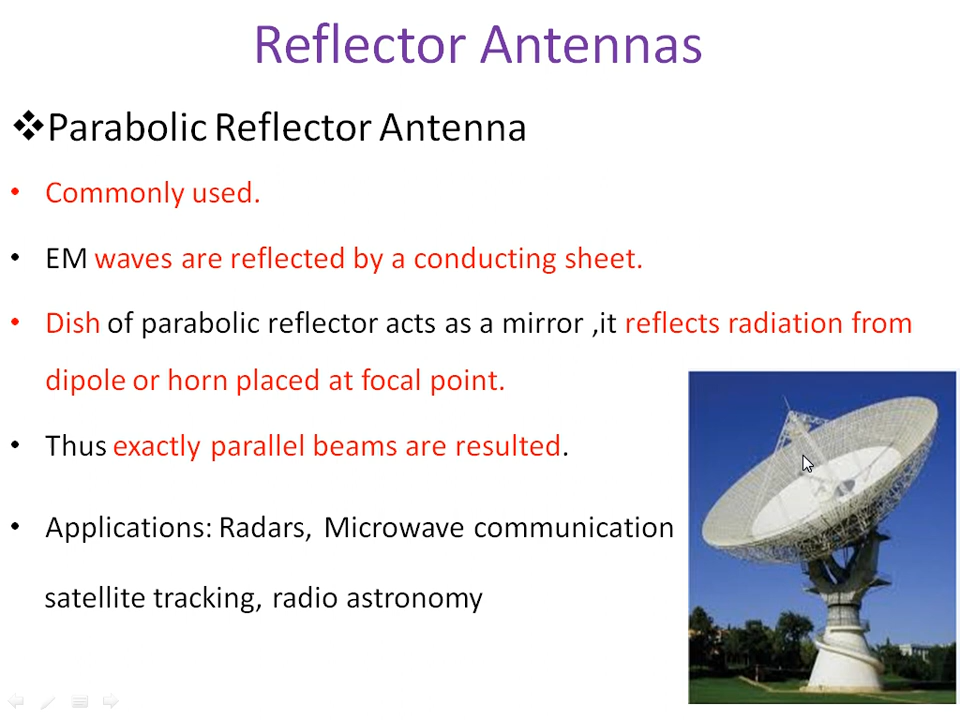 Reflector Antennas
❖Parabolic Reflector Antenna
• Commonly used.
• EM waves are reflected by a conducting sheet.
• Dish of parabolic reflector acts as a mirror ,it reflects radiation from
dipole or horn placed at focal point.
• Thus exactly parallel beams are resulted.
• Applications: Radars, Microwave communication
satellite tracking, radio astronomy